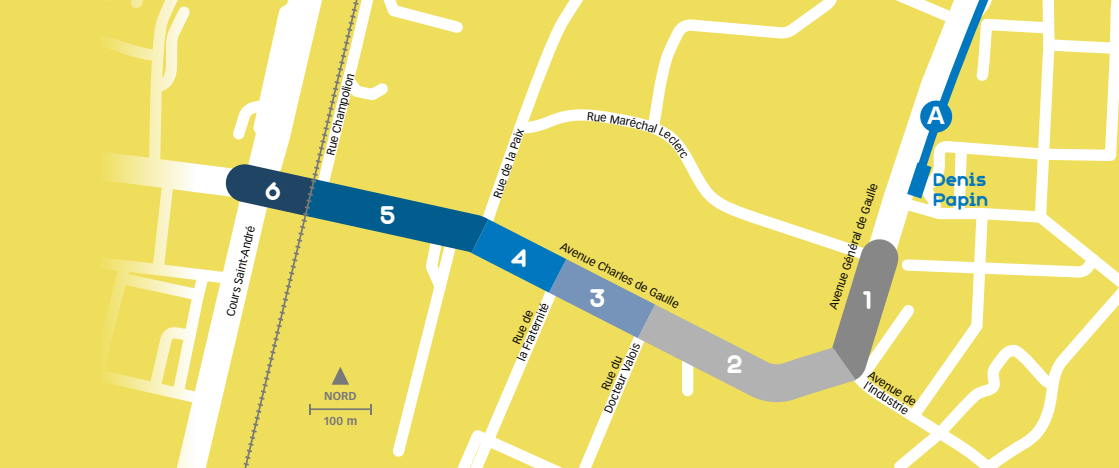 A
Denis
Papin
Rue Maréchal Leclerc
Rue Champolion
Rue de la Paix
6
5
4
Avenue Charles de Gaulle
3
Avenue Général de Gaulle
1
2
Cours Saint-André
Rue de
la Fraternité
Rue du
Docteur Valois
Avenue de
l'Industrie
NORD
100 m